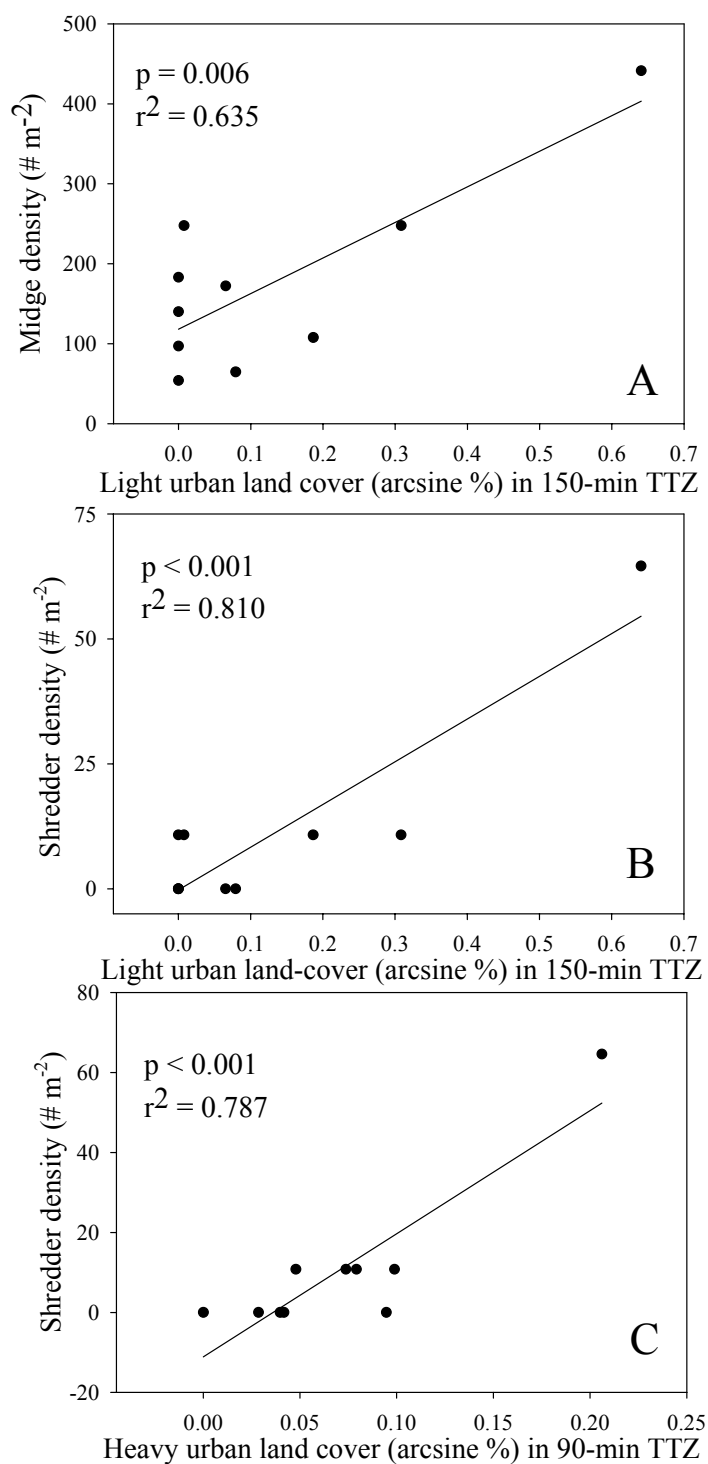 500
400
300
200
100
0
Midge density (# m-2)
p = 0.006
r2 = 0.635
A
0.0 0.1 0.2 0.3 0.4 0.5 0.6 0.7
Light urban land cover (arcsine %) in 150-min TTZ
75
50
25
0
Shredder density (# m-2)
p < 0.001
r2 = 0.810
B
0.0 0.1 0.2 0.3 0.4 0.5 0.6 0.7
Light urban land-cover (arcsine %) in 150-min TTZ
80
60
40
20
0
-20
Shredder density (# m-2)
p < 0.001
r2 = 0.787
C
0.00 0.05 0.10 0.15 0.20 0.25
Heavy urban land cover (arcsine %) in 90-min TTZ